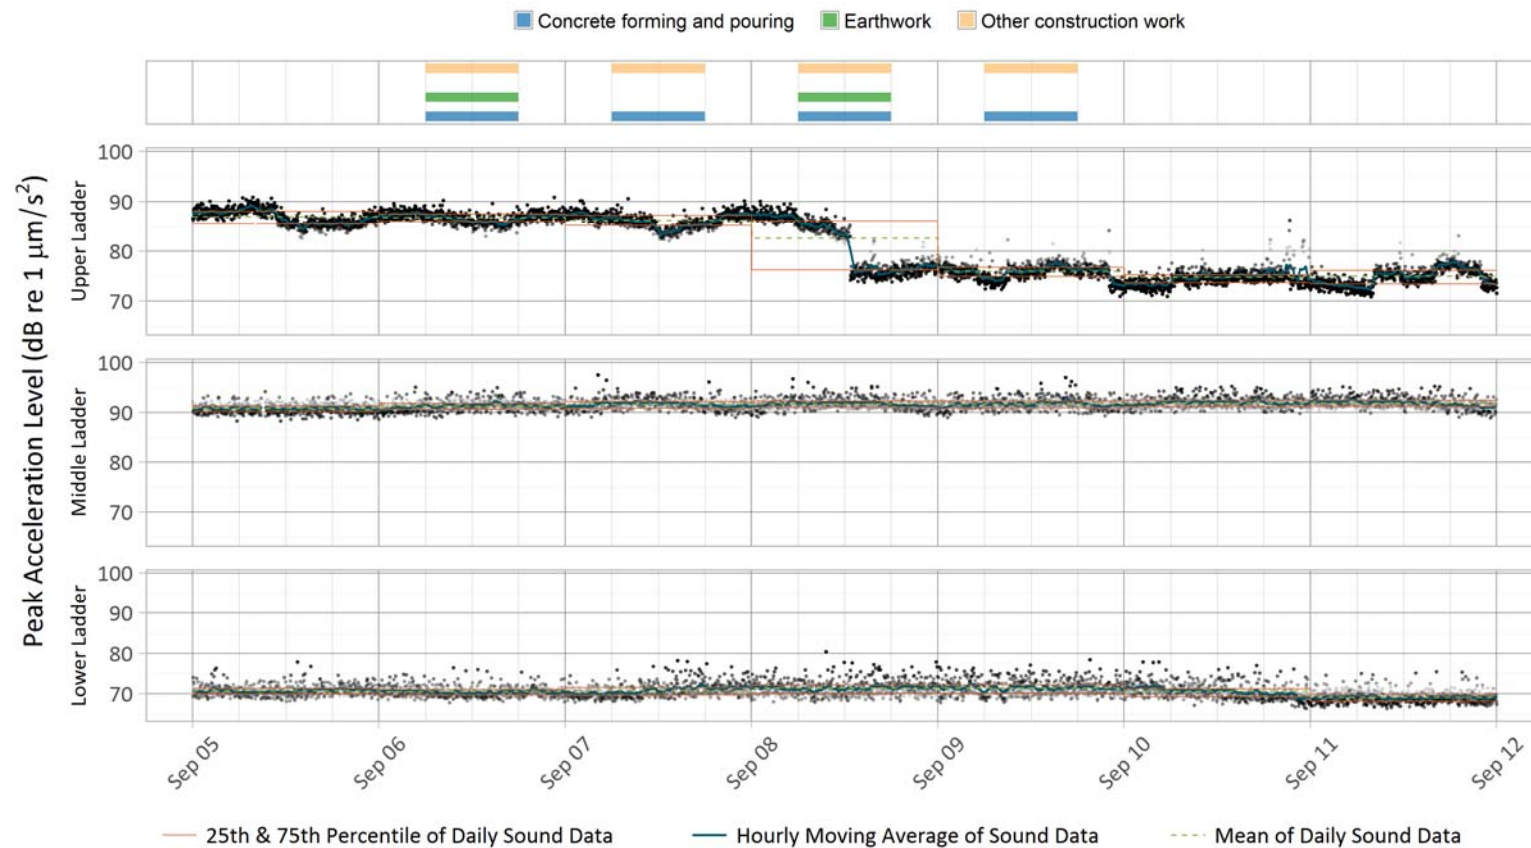 Concrete forming and pouring Earthwork Other construction work
Peak Acceleration Level (dB re 1 μm/s²)
Upper Ladder
100
90
80
70
Middle Ladder
100
90
80
70
Lower Ladder
100
90
80
70
Sep 05 Sep 06 Sep 07 Sep 08 Sep 09 Sep 10 Sep 11 Sep 12
25th & 75th Percentile of Daily Sound Data Hourly Moving Average of Sound Data Mean of Daily Sound Data